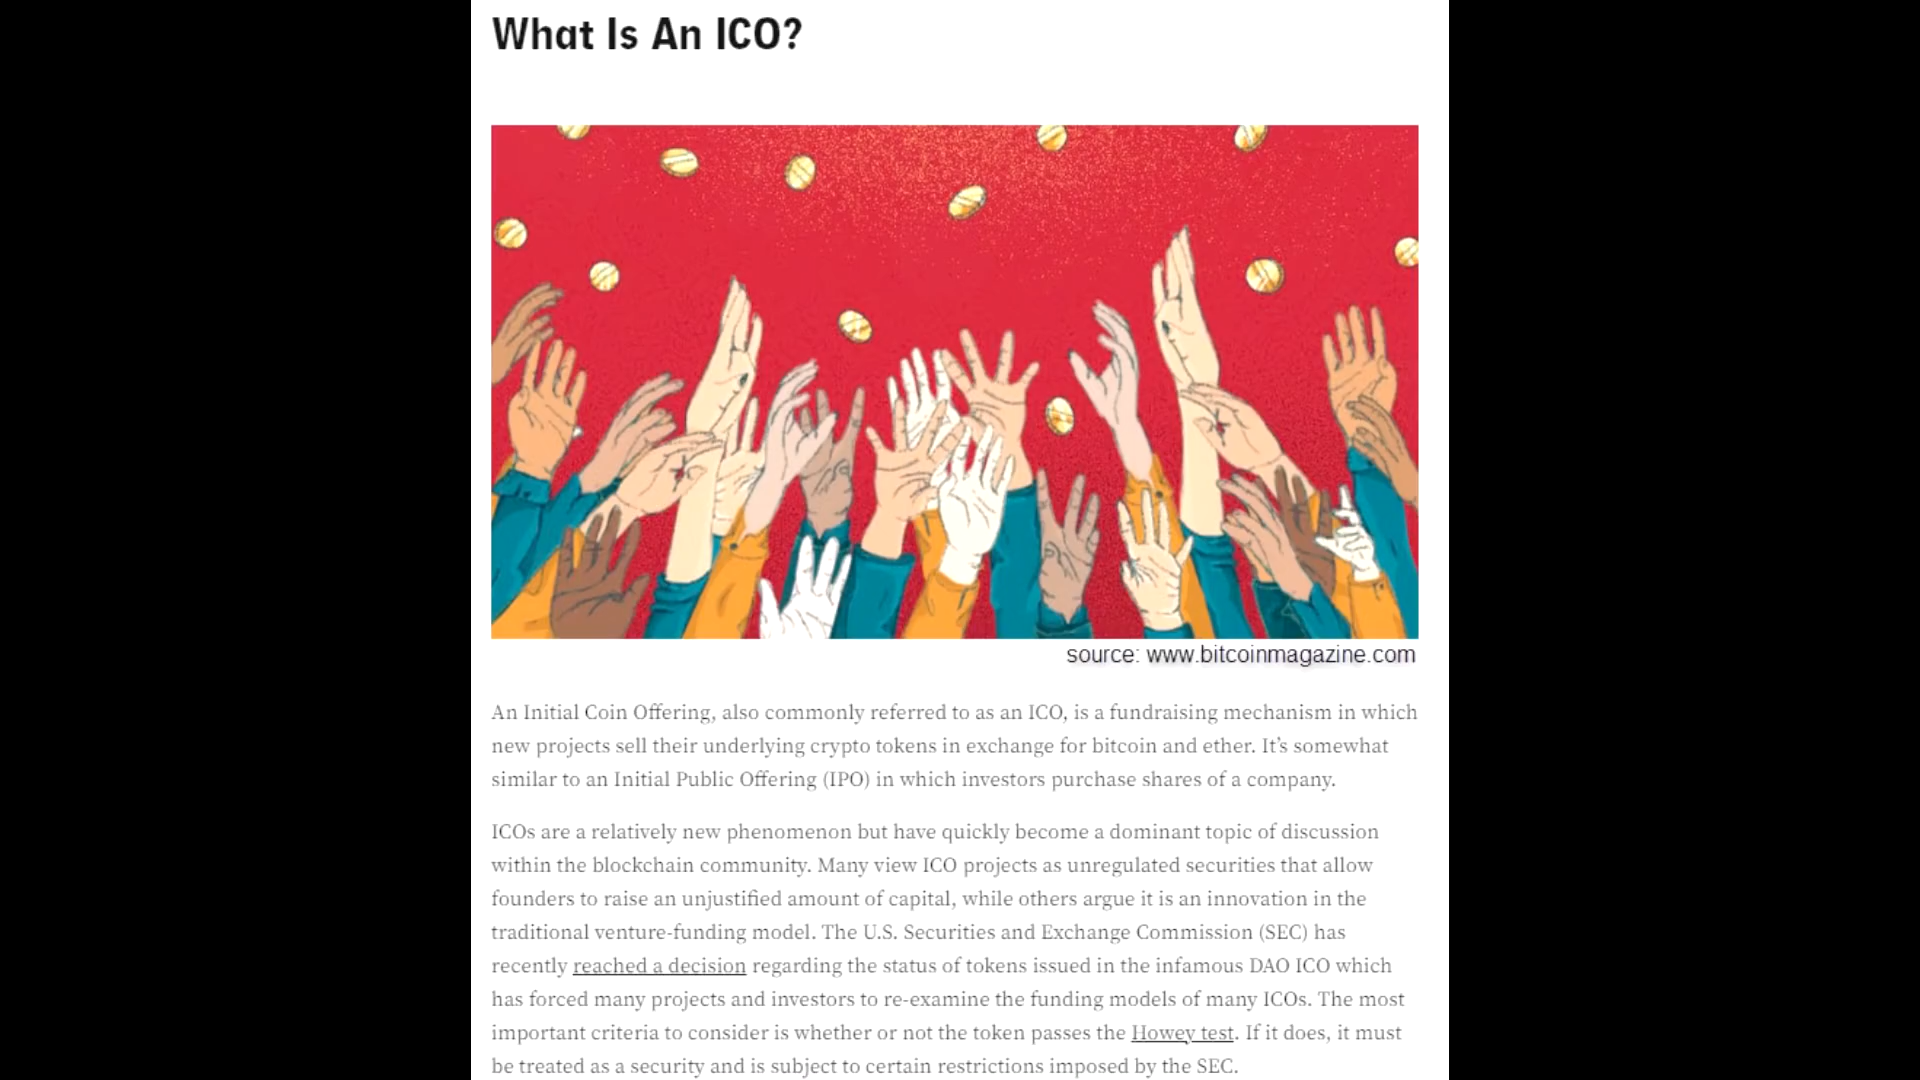 What Is An ICO?
source: www.bitcoinmagazine.com
An Initial Coin Offering, also commonly referred to as an ICO, is a fundraising mechanism in which
new projects sell their underlying crypto tokens in exchange for bitcoin and ether. It’s somewhat
similar to an Initial Public Offering (IPO) in which investors purchase shares of a company.
ICOs are a relatively new phenomenon but have quickly become a dominant topic of discussion
within the blockchain community. Many view ICO projects as unregulated securities that allow
founders to raise an unjustified amount of capital, while others argue it is an innovation in the
traditional venture-funding model. The U.S. Securities and Exchange Commission (SEC) has
recently reached a decision regarding the status of tokens issued in the infamous DAO ICO which
has forced many projects and investors to re-examine the funding models of many ICOs. The most
important criteria to consider is whether or not the token passes the Howey test. If it does, it must
be treated as a security and is subject to certain restrictions imposed by the SEC.